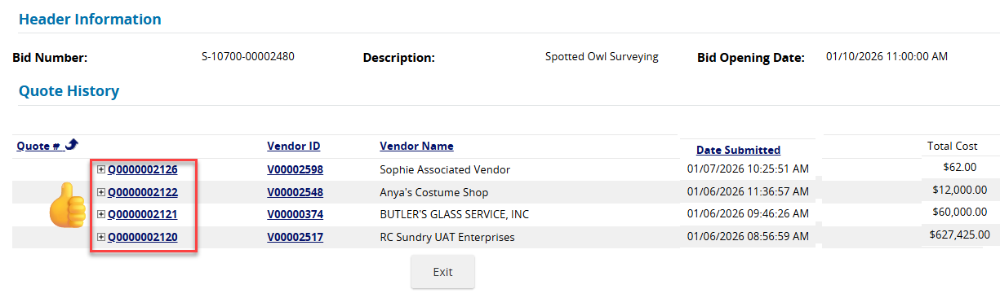 Header Information
Bid Number: S-10700-00002480 Description: Spotted Owl Surveying Bid Opening Date: 01/10/2026 11:00:00 AM
Quote History
Quote # Vendor ID Vendor Name Date Submitted Total Cost
Q0000002126 V00002598 Sophie Associated Vendor 01/07/2026 10:25:51 AM $62.00
Q0000002122 V00002548 Anya's Costume Shop 01/06/2026 11:36:57 AM $12,000.00
Q0000002121 V00000374 BUTLER'S GLASS SERVICE, INC 01/06/2026 09:46:26 AM $60,000.00
Q0000002120 V00002517 RC Sundry UAT Enterprises 01/06/2026 08:56:59 AM $627,425.00
Exit